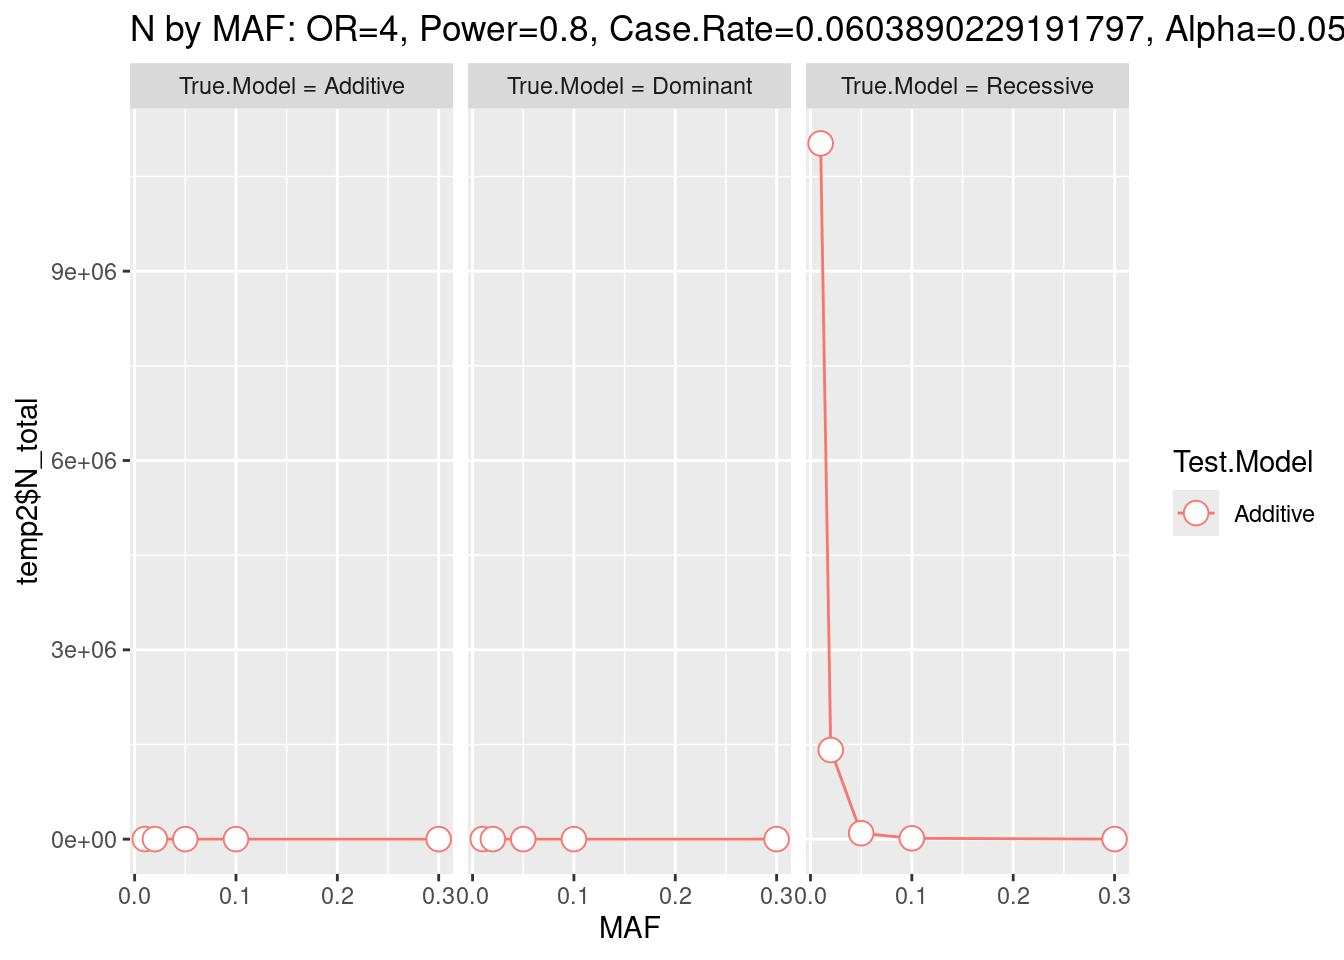 N by MAF: OR=4, Power=0.8, Case.Rate=0.0603890229191797, Alpha=0.05
True.Model = Additive
True.Model = Dominant
True.Model = Recessive
temp2$N_total
9e+06
6e+06
3e+06
0e+00
0.0 0.1 0.2 0.3
0.0 0.1 0.2 0.3
0.0 0.1 0.2 0.3
MAF
Test.Model
Additive